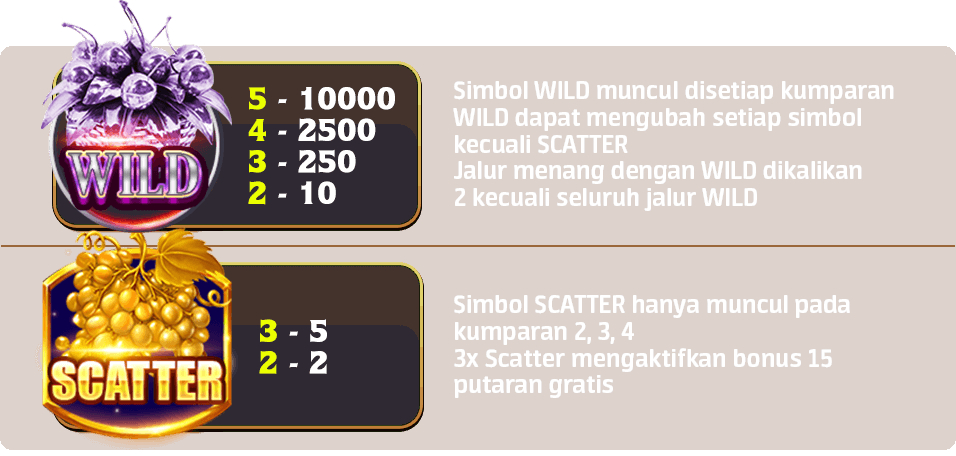 WILD
5 - 10000
4 - 2500
3 - 250
2 - 10
Simbol WILD muncul disetiap kumparan
WILD dapat mengubah setiap simbol
kecuali SCATTER
Jalur menang dengan WILD dikalikan
2 kecuali seluruh jalur WILD
SCATTER
3 - 5
2 - 2
Simbol SCATTER hanya muncul pada
kumparan 2, 3, 4
3x Scatter mengaktifkan bonus 15
putaran gratis